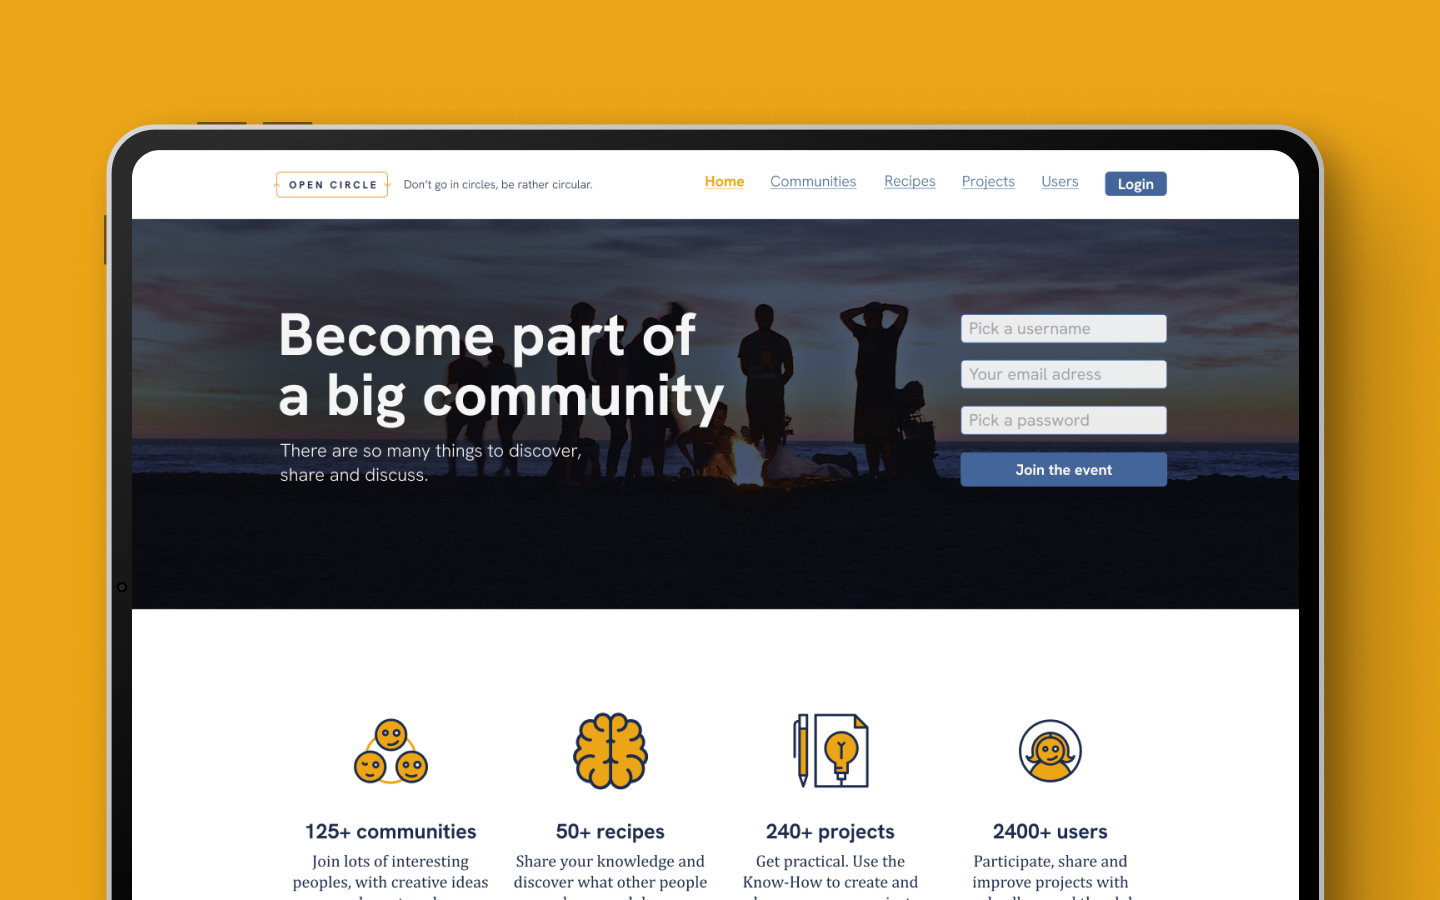 OPEN CIRCLE
Don't go in circles, be rather circular.
Home Communities Recipes Projects Users Login
Become part of
a big community
There are so many things to discover,
share and discuss.
Pick a username
Your email adress
Pick a password
Join the event
125+ communities
Join lots of interesting
peoples, with creative ideas
50+ recipes
Share your knowledge and
discover what other people
240+ projects
Get practical. Use the
Know-How to create and
2400+ users
Participate, share and
improve projects with